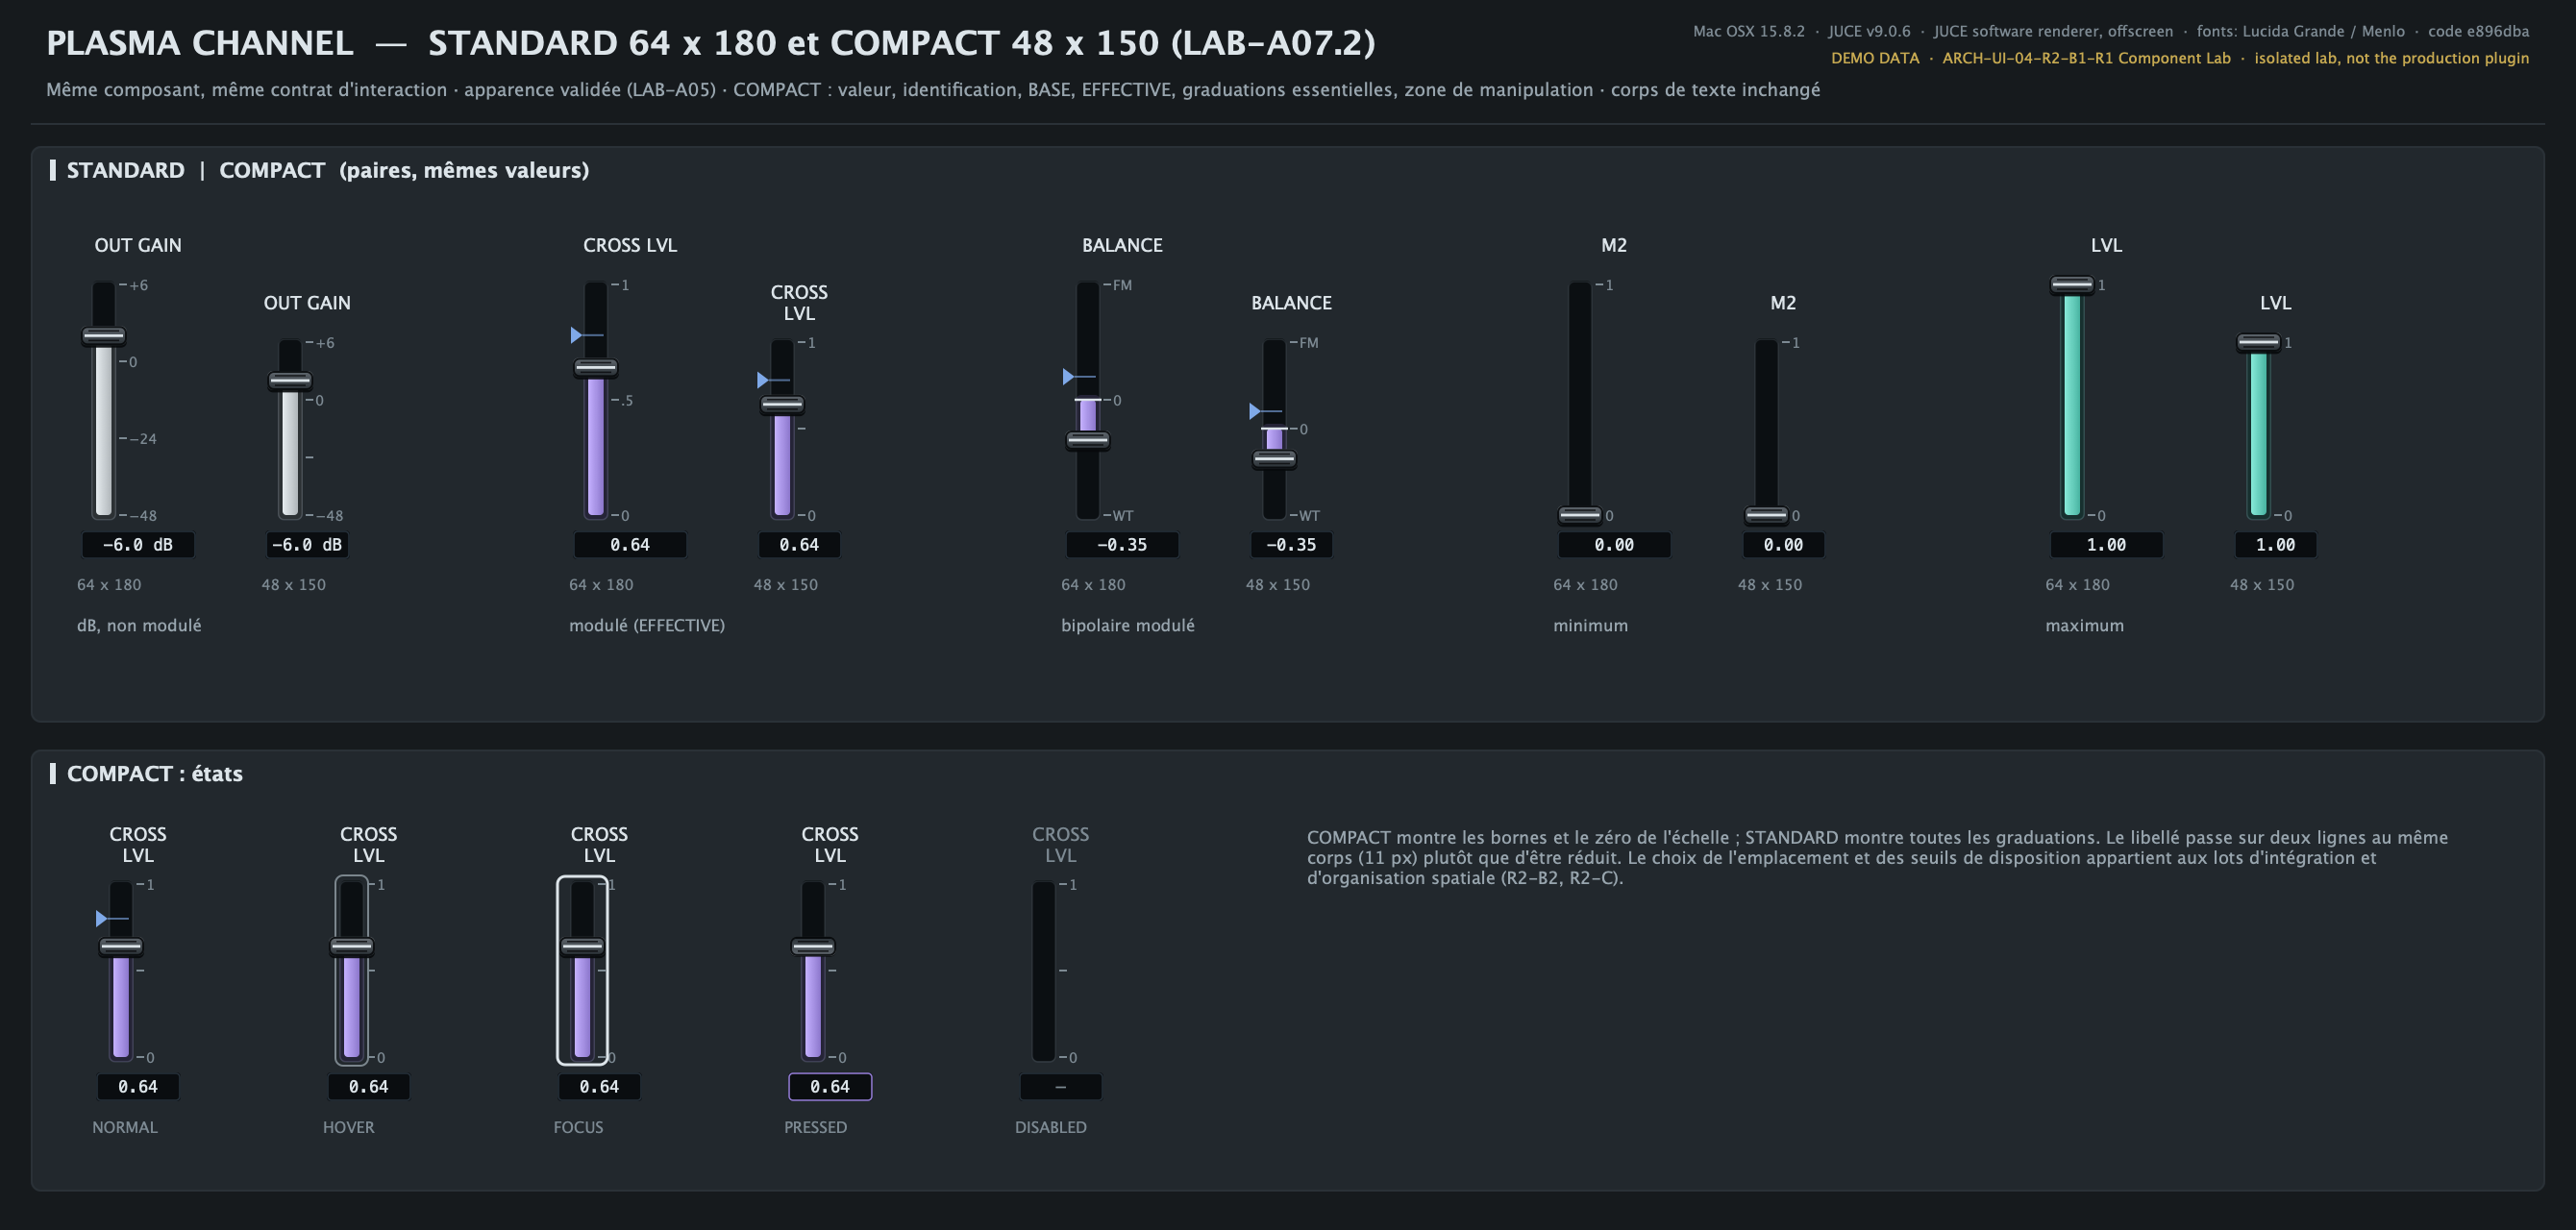 PLASMA CHANNEL — STANDARD 64 x 180 et COMPACT 48 x 150 (LAB-A07.2)
Mac OSX 15.8.2 · JUCE v9.0.6 · JUCE software renderer, offscreen · fonts: Lucida Grande / Menlo · code e896dba
DEMO DATA · ARCH-UI-04-R2-B1-R1 Component Lab · isolated lab, not the production plugin
Même composant, même contrat d'interaction · apparence validée (LAB-A05) · COMPACT : valeur, identification, BASE, EFFECTIVE, graduations essentielles, zone de manipulation · corps de texte inchangé
STANDARD | COMPACT (paires, mêmes valeurs)
OUT GAIN
+6
0
−24
−48
−6.0 dB
64 x 180
OUT GAIN
+6
0
−48
−6.0 dB
48 x 150
dB, non modulé
CROSS LVL
1
.5
0
0.64
64 x 180
CROSS
LVL
1
0
0.64
48 x 150
modulé (EFFECTIVE)
BALANCE
FM
0
WT
−0.35
64 x 180
BALANCE
FM
0
WT
−0.35
48 x 150
bipolaire modulé
M2
1
0
0.00
64 x 180
M2
1
0
0.00
48 x 150
minimum
LVL
1
0
1.00
64 x 180
LVL
1
0
1.00
48 x 150
maximum
COMPACT : états
CROSS
LVL
1
0
0.64
NORMAL
CROSS
LVL
1
0
0.64
HOVER
CROSS
LVL
1
0
0.64
FOCUS
CROSS
LVL
1
0
0.64
PRESSED
CROSS
LVL
1
0
—
DISABLED
COMPACT montre les bornes et le zéro de l'échelle ; STANDARD montre toutes les graduations. Le libellé passe sur deux lignes au même
corps (11 px) plutôt que d'être réduit. Le choix de l'emplacement et des seuils de disposition appartient aux lots d'intégration et
d'organisation spatiale (R2-B2, R2-C).